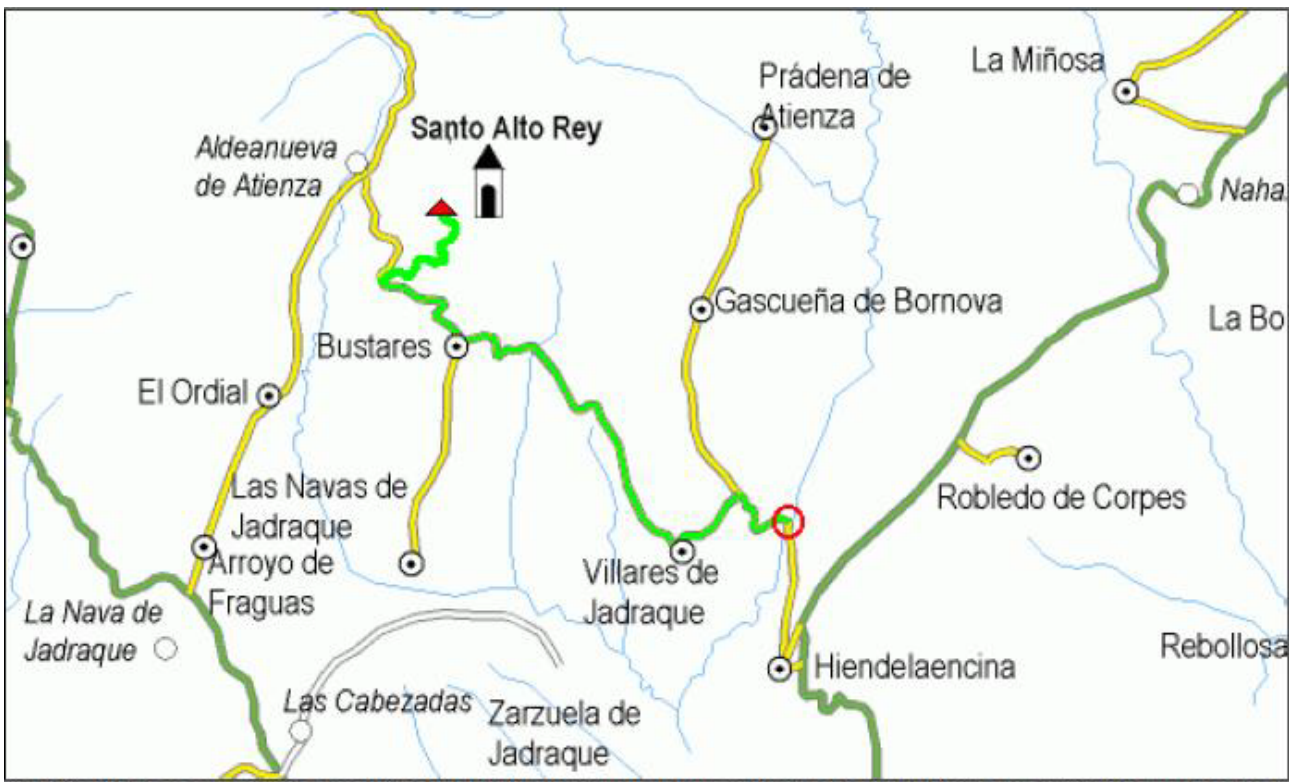 La Miñosa
Prádena de
Atienza
Santo Alto Rey
Aldeanueva
de Atienza
Naha
Gascueña de Bornova
La Bo
Bustares
El Ordial
Las Navas de
Jadraque
Robledo de Corpes
Arroyo de
Fraguas
Villares de
Jadraque
La Nava de
Jadraque
Rebollosa
Hiendelaencina
Las Cabezadas
Zarzuela de
Jadraque